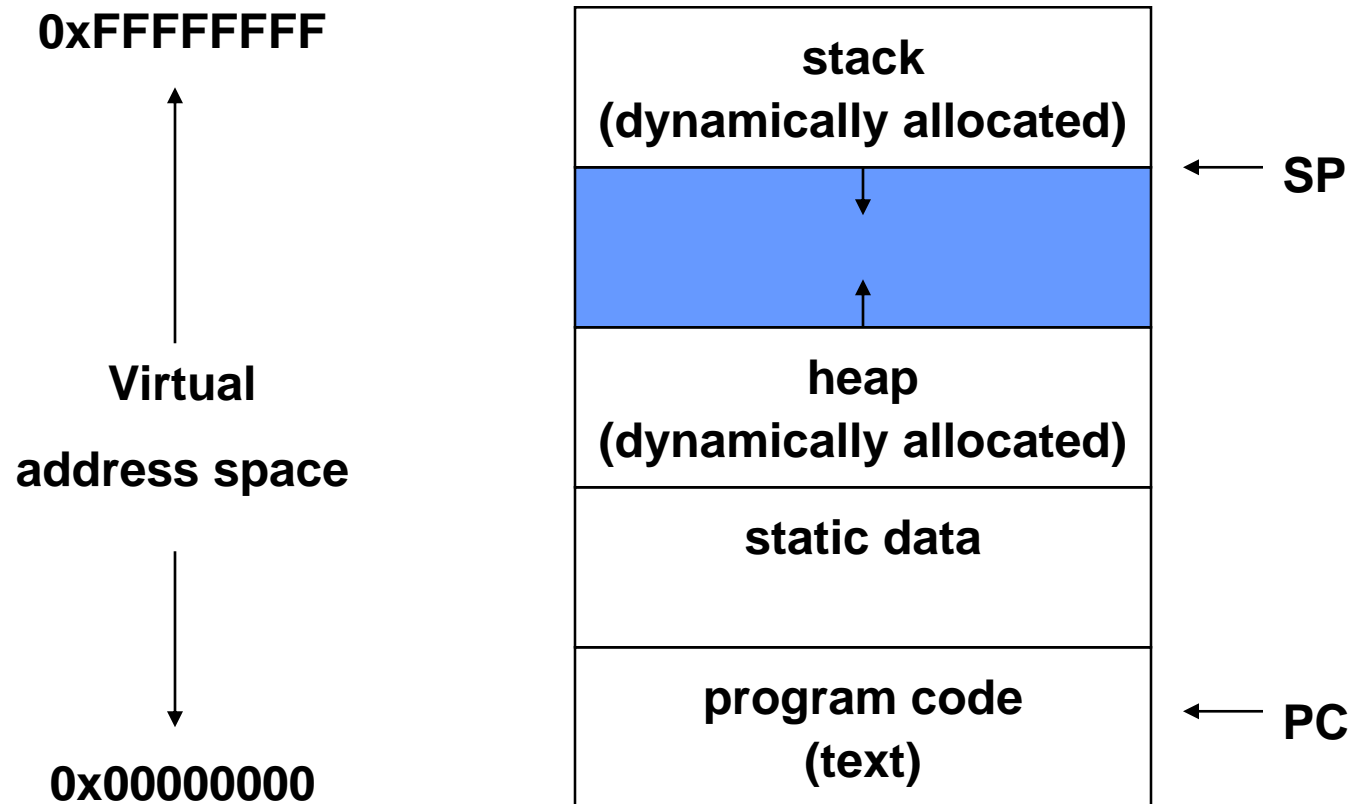 0xFFFFFFFF
stack
(dynamically allocated)
SP
Virtual
address space
heap
(dynamically allocated)
static data
program code
(text)
PC
0x00000000